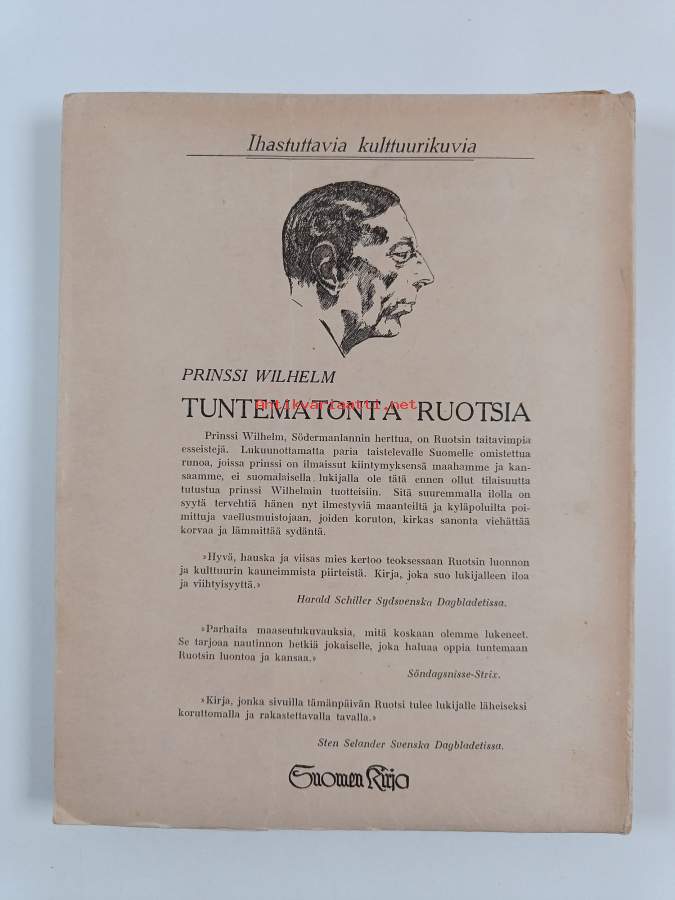 Ihastuttavia kulttuurikuvia
PRINSSI WILHELM
TUNTEMATONTA RUOTSIA
antikvariaatti.net
Prinssi Wilhelm, Södermanlannin herttua, on Ruotsin taitavimpia
esseistejä. Lukuunottamatta paria taistelevalle Suomelle omistettua
runoa, joissa prinssi on ilmaissut kiintymyksensä maahamme ja kan-
saamme, ei suomalaisella lukijalla ole tätä ennen ollut tilaisuutta
tutustua prinssi Wilhelmin tuotteisiin. Sitä suuremmalla ilolla on
syytä tervehtiä hänen nyt ilmestyviä maanteiltä ja kyläpoluilta poi-
mittuja vaellusmuistojaan, joiden koruton, kirkas sanonta viehättää
korvaa ja lämmittää sydäntä.
»Hyvä, hauska ja viisas mies kertoo teoksessaan Ruotsin luonnon
ja kulttuurin kauneimmista piirteistä. Kirja, joka suo lukijalleen iloa
ja viihtyisyyttä.»
Harald Schiller Sydsvenska Dagbladetissa.
»Parhaita maaseutukuvauksia, mitä koskaan olemme lukeneet.
Se tarjoaa nautinnon hetkiä jokaiselle, joka haluaa oppia tuntemaan
Ruotsin luontoa ja kansaa.»
Söndagsnisse-Strix.
»Kirja, jonka sivuilla tämänpäivän Ruotsi tulee lukijalle läheiseksi
koruttomalla ja rakastettavalla tavalla.»
Sten Selander Svenska Dagbladetissa.
Suomen Kirja